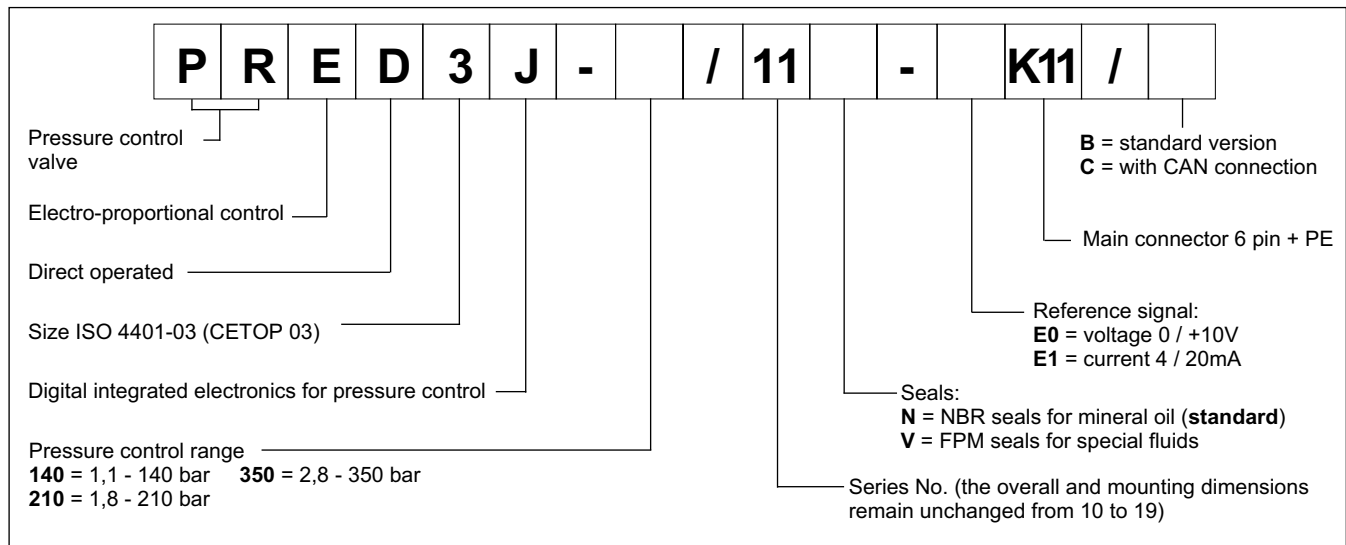 P R E D 3 J - / 11 - K11 /
Pressure control
valve
Electro-proportional control
Direct operated
Size ISO 4401-03 (CETOP 03)
Digital integrated electronics for pressure control
Pressure control range
140 = 1,1 - 140 bar 350 = 2,8 - 350 bar
210 = 1,8 - 210 bar
B = standard version
C = with CAN connection
Main connector 6 pin + PE
Reference signal:
E0 = voltage 0 / +10V
E1 = current 4 / 20mA
Seals:
N = NBR seals for mineral oil (standard)
V = FPM seals for special fluids
Series No. (the overall and mounting dimensions
remain unchanged from 10 to 19)